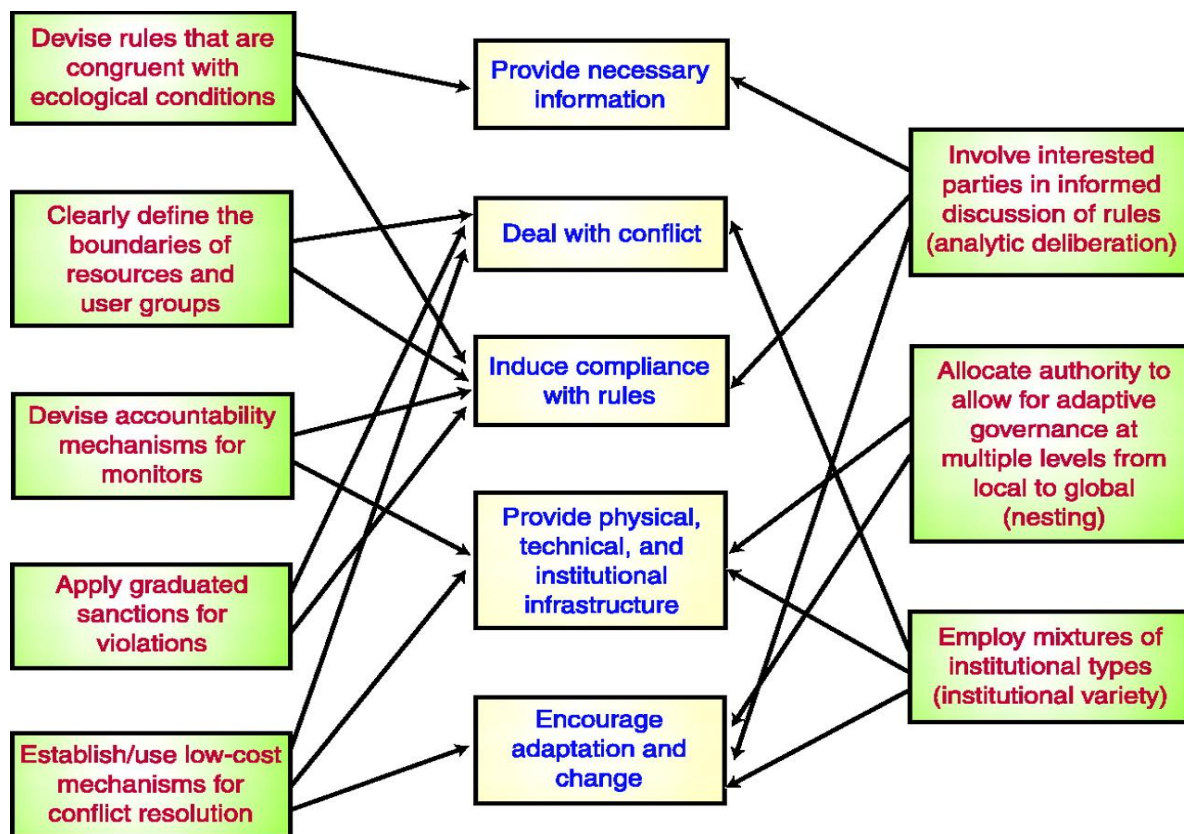 Devise rules that are
congruent with
ecological conditions
Clearly define the
boundaries of
resources and
user groups
Devise accountability
mechanisms for
monitors
Apply graduated
sanctions for
violations
Establish/use low-cost
mechanisms for
conflict resolution
Provide necessary
information
Deal with conflict
Induce compliance
with rules
Provide physical,
technical, and
institutional
infrastructure
Encourage
adaptation and
change
Involve interested
parties in informed
discussion of rules
(analytic deliberation)
Allocate authority to
allow for adaptive
governance at
multiple levels from
local to global
(nesting)
Employ mixtures of
institutional types
(institutional variety)